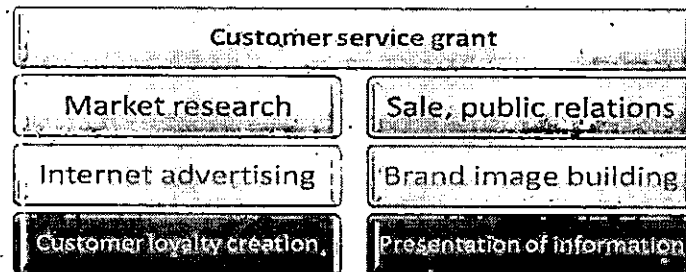 Customer service grant
Market research
Sale, public relations
Internet advertising
Brand image building
Customer loyalty creation
Presentation of information